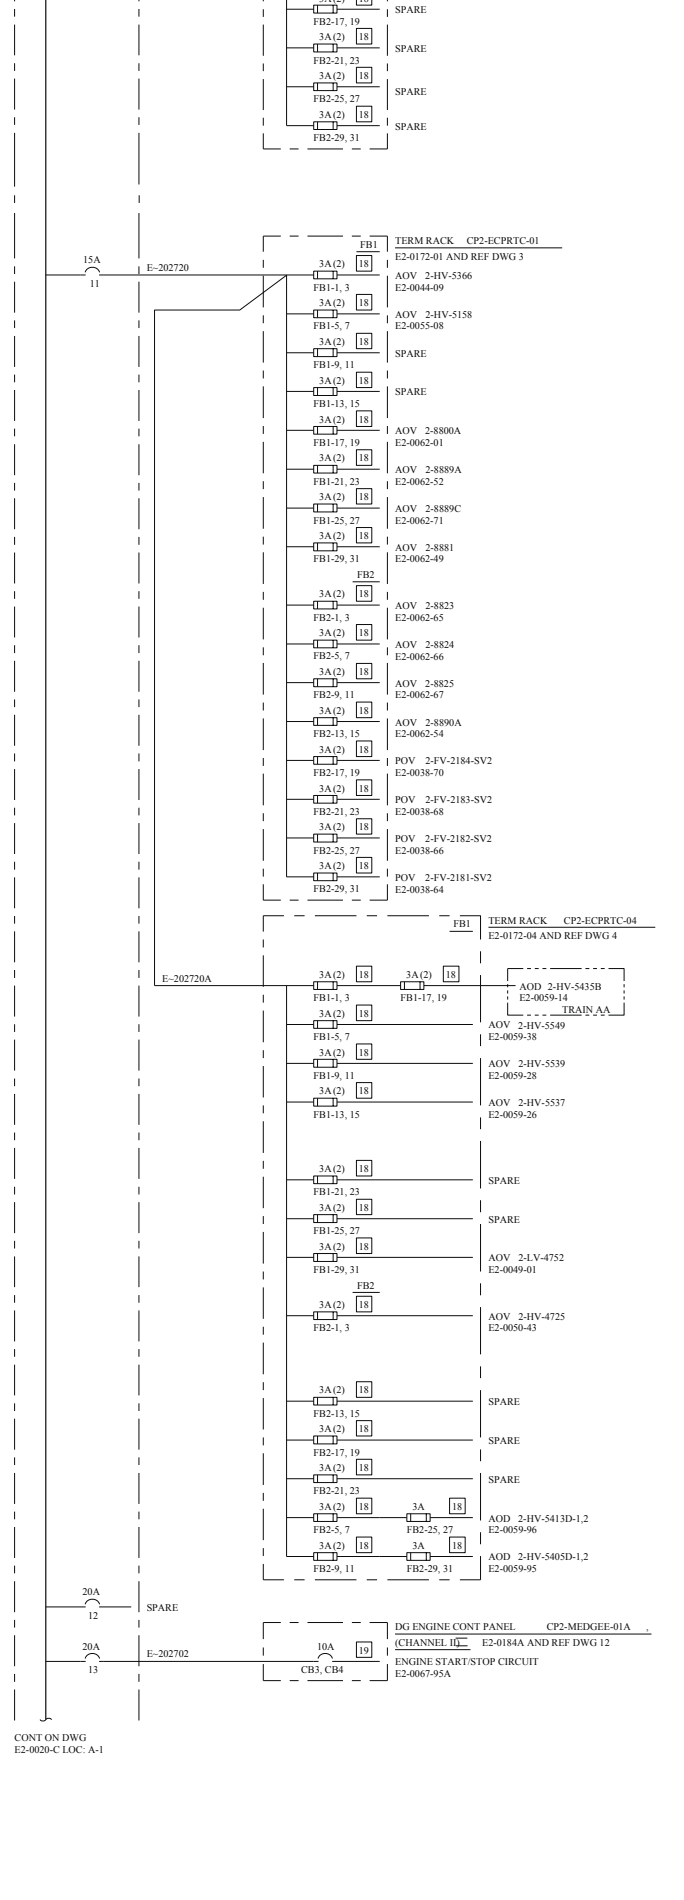 SPARE
FB2-17, 19
3A (2) 18
SPARE
FB2-21, 23
3A (2) 18
SPARE
FB2-25, 27
3A (2) 18
SPARE
FB2-29, 31
TERM RACK CP2-ECPRTC-01
FB1
E2-0172-01 AND REF DWG 3
15A
11
E~202720
3A (2) 18
AOV 2-HV-5366
FB1-1, 3
E2-0044-09
3A (2) 18
AOV 2-HV-5158
FB1-5, 7
E2-0055-08
3A (2) 18
SPARE
FB1-9, 11
3A (2) 18
SPARE
FB1-13, 15
3A (2) 18
AOV 2-8800A
FB1-17, 19
E2-0062-01
3A (2) 18
AOV 2-8889A
FB1-21, 23
E2-0062-52
3A (2) 18
AOV 2-8889C
FB1-25, 27
E2-0062-71
3A (2) 18
AOV 2-8881
FB1-29, 31
E2-0062-49
FB2
3A (2) 18
AOV 2-8823
FB2-1, 3
E2-0062-65
3A (2) 18
AOV 2-8824
FB2-5, 7
E2-0062-66
3A (2) 18
AOV 2-8825
FB2-9, 11
E2-0062-67
3A (2) 18
AOV 2-8890A
FB2-13, 15
E2-0062-54
3A (2) 18
POV 2-FV-2184-SV2
FB2-17, 19
E2-0038-70
3A (2) 18
POV 2-FV-2183-SV2
FB2-21, 23
E2-0038-68
3A (2) 18
POV 2-FV-2182-SV2
FB2-25, 27
E2-0038-66
3A (2) 18
POV 2-FV-2181-SV2
FB2-29, 31
E2-0038-64
TERM RACK CP2-ECPRTC-04
FB1
E2-0172-04 AND REF DWG 4
E~202720A
3A (2) 18 3A (2) 18
AOD 2-HV-5435B
FB1-1, 3 FB1-17, 19
E2-0059-14
TRAIN AA
3A (2) 18
AOV 2-HV-5549
FB1-5, 7
E2-0059-38
3A (2) 18
AOV 2-HV-5539
FB1-9, 11
E2-0059-28
3A (2) 18
AOV 2-HV-5537
FB1-13, 15
E2-0059-26
3A (2) 18
SPARE
FB1-21, 23
3A (2) 18
SPARE
FB1-25, 27
3A (2) 18
AOV 2-LV-4752
FB1-29, 31
E2-0049-01
FB2
3A (2) 18
AOV 2-HV-4725
FB2-1, 3
E2-0050-43
3A (2) 18
SPARE
FB2-13, 15
3A (2) 18
SPARE
FB2-17, 19
3A (2) 18
SPARE
FB2-21, 23
3A (2) 18 3A 18
AOD 2-HV-5413D-1,2
FB2-5, 7 FB2-25, 27
E2-0059-96
3A (2) 18 3A 18
AOD 2-HV-5405D-1,2
FB2-9, 11 FB2-29, 31
E2-0059-95
20A
12
SPARE
DG ENGINE CONT PANEL CP2-MEDGEE-01A ,
(CHANNEL II) E2-0184A AND REF DWG 12
20A
13
E~202702
10A 19
ENGINE START/STOP CIRCUIT
CB3, CB4
E2-0067-95A
CONT ON DWG
E2-0020-C LOC: A-1